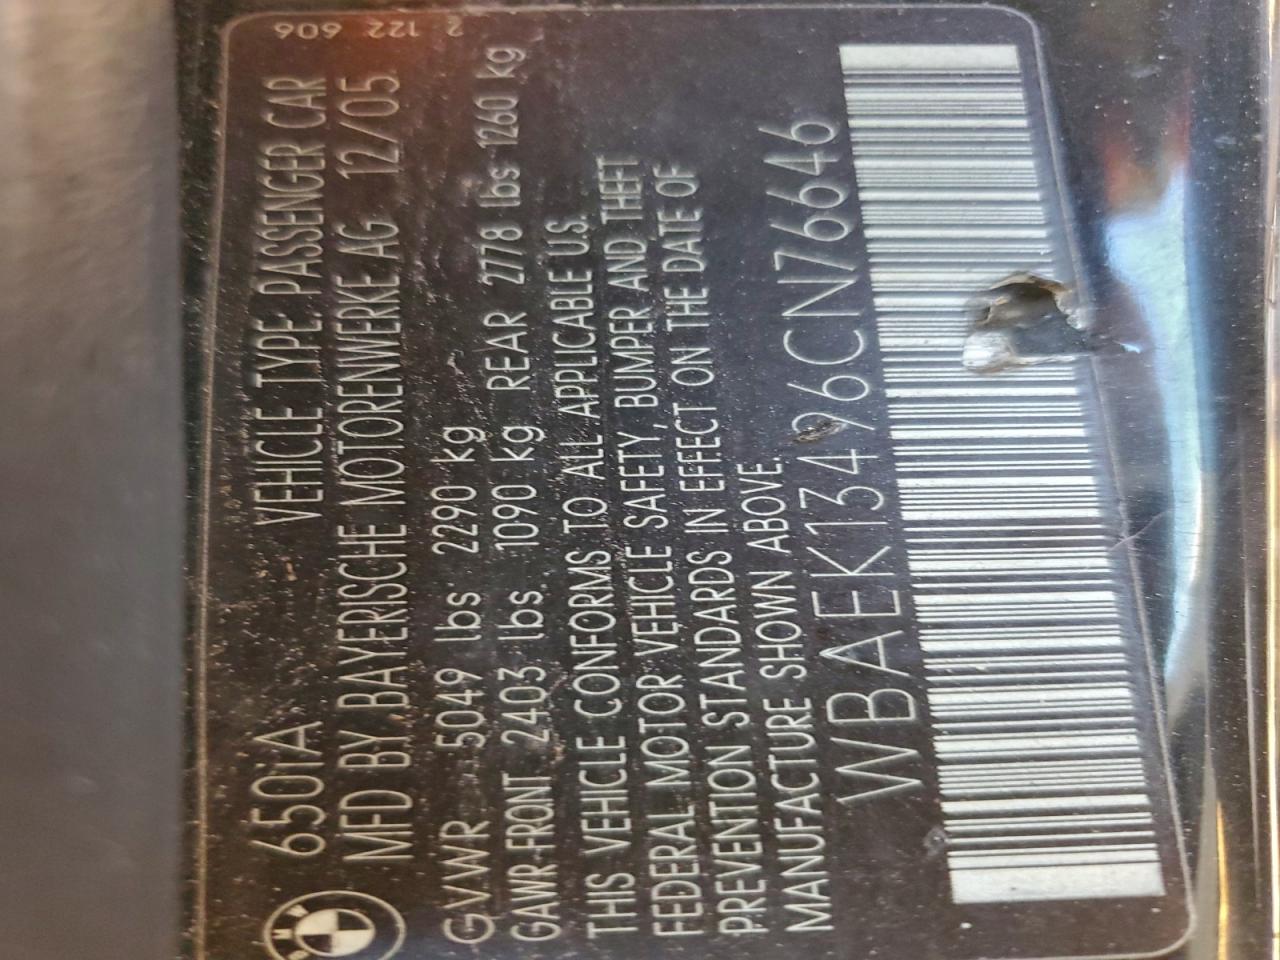 650iA VEHICLE TYPE: PASSENGER CAR
MFD BY BAYERISCHE MOTORENWERKE AG 12/05
GVWR 5049 lbs 2290 kg
GAWR-FRONT 2403 lbs. 1090 kg REAR 2778 lbs 1260 kg
THIS VEHICLE CONFORMS TO ALL APPLICABLE U.S.
FEDERAL MOTOR VEHICLE SAFETY, BUMPER AND THEFT
PREVENTION STANDARDS IN EFFECT ON THE DATE OF
MANUFACTURE SHOWN ABOVE.
WBAEK13496CN76646
2 122 606